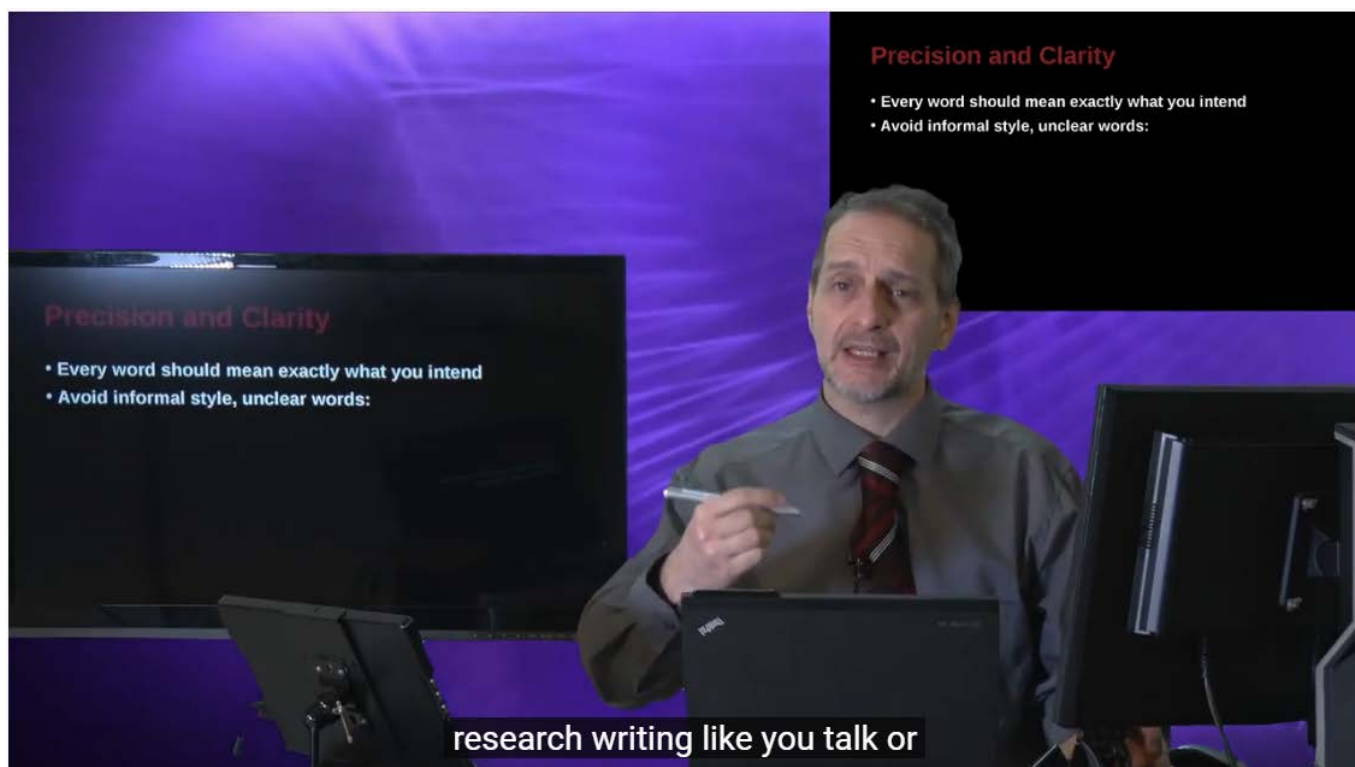 Precision and Clarity
• Every word should mean exactly what you intend
• Avoid informal style, unclear words:
Precision and Clarity
• Every word should mean exactly what you intend
• Avoid informal style, unclear words:
ThinkPad
research writing like you talk or